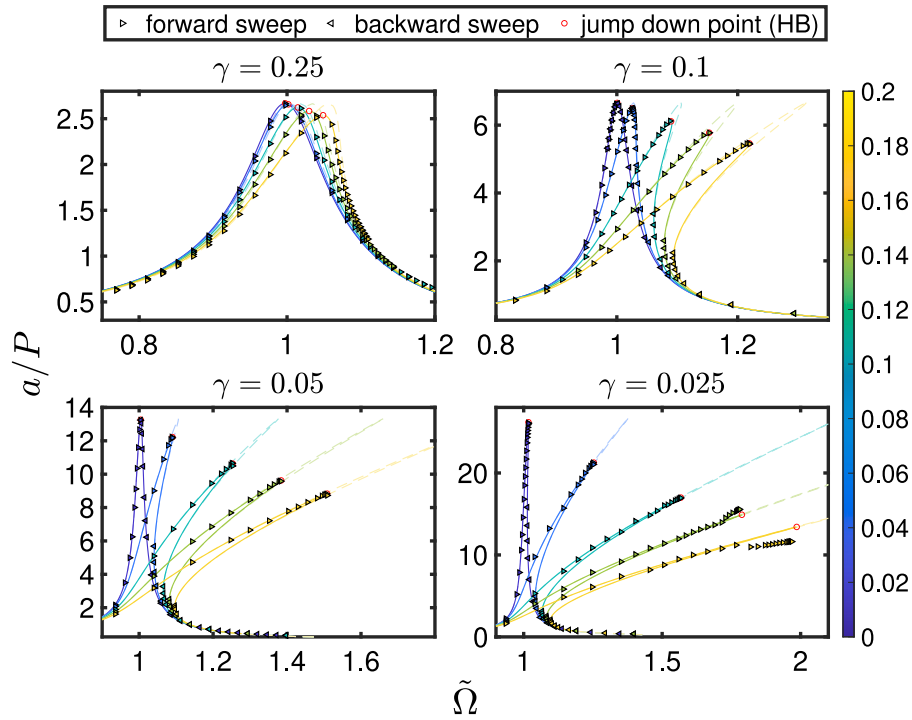 forward sweep backward sweep jump down point (HB)
γ = 0.25
γ = 0.1
2.5
2
1.5
1
0.5
0.8 1 1.2
6
4
2
0.8 1 1.2
a/P
γ = 0.05
γ = 0.025
14
12
10
8
6
4
2
1 1.2 1.4 1.6
20
10
0
1 1.5 2
0.2
0.18
0.16
0.14
0.12
0.1
0.08
0.06
0.04
0.02
0
Ω̃